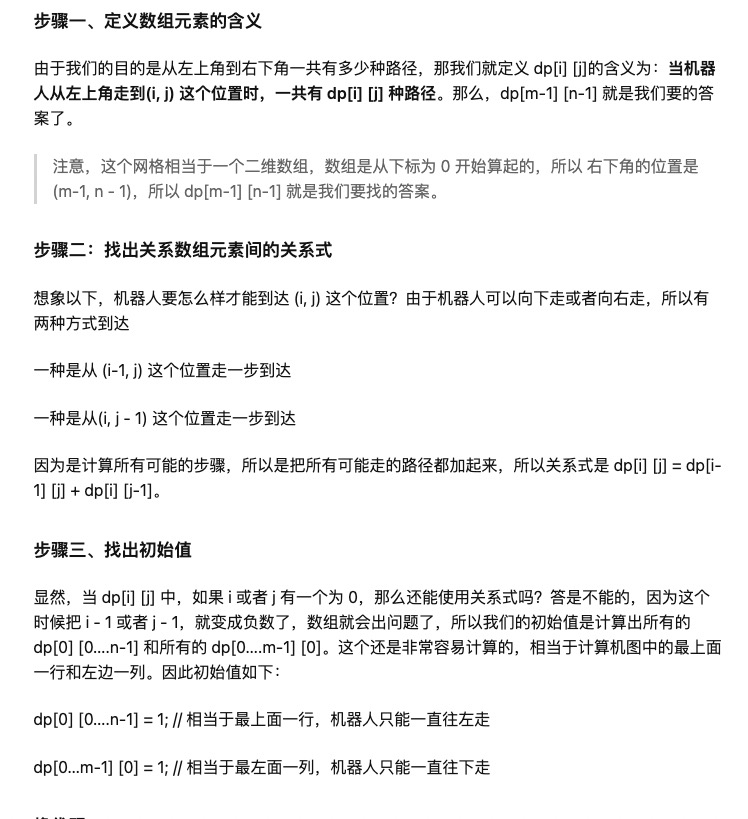 步骤一、定义数组元素的含义
由于我们的目的是从左上角到右下角一共有多少种路径，那我们就定义 dp[i] [j]的含义为：当机器
人从左上角走到(i, j) 这个位置时，一共有 dp[i] [j] 种路径。那么，dp[m-1] [n-1] 就是我们要的答
案了。
注意，这个网格相当于一个二维数组，数组是从下标为 0 开始算起的，所以 右下角的位置是
(m-1, n - 1)，所以 dp[m-1] [n-1] 就是我们要找的答案。
步骤二：找出关系数组元素间的关系式
想象以下，机器人要怎么样才能到达 (i, j) 这个位置？由于机器人可以向下走或者向右走，所以有
两种方式到达
一种是从 (i-1, j) 这个位置走一步到达
一种是从(i, j - 1) 这个位置走一步到达
因为是计算所有可能的步骤，所以是把所有可能走的路径都加起来，所以关系式是 dp[i] [j] = dp[i-
1] [j] + dp[i] [j-1]。
步骤三、找出初始值
显然，当 dp[i] [j] 中，如果 i 或者 j 有一个为 0，那么还能使用关系式吗？答是不能的，因为这个
时候把 i - 1 或者 j - 1，就变成负数了，数组就会出问题了，所以我们的初始值是计算出所有的
dp[0] [0....n-1] 和所有的 dp[0....m-1] [0]。这个还是非常容易计算的，相当于计算机图中的最上面
一行和左边一列。因此初始值如下：
dp[0] [0....n-1] = 1; // 相当于最上面一行，机器人只能一直往左走
dp[0...m-1] [0] = 1; // 相当于最左面一列，机器人只能一直往下走